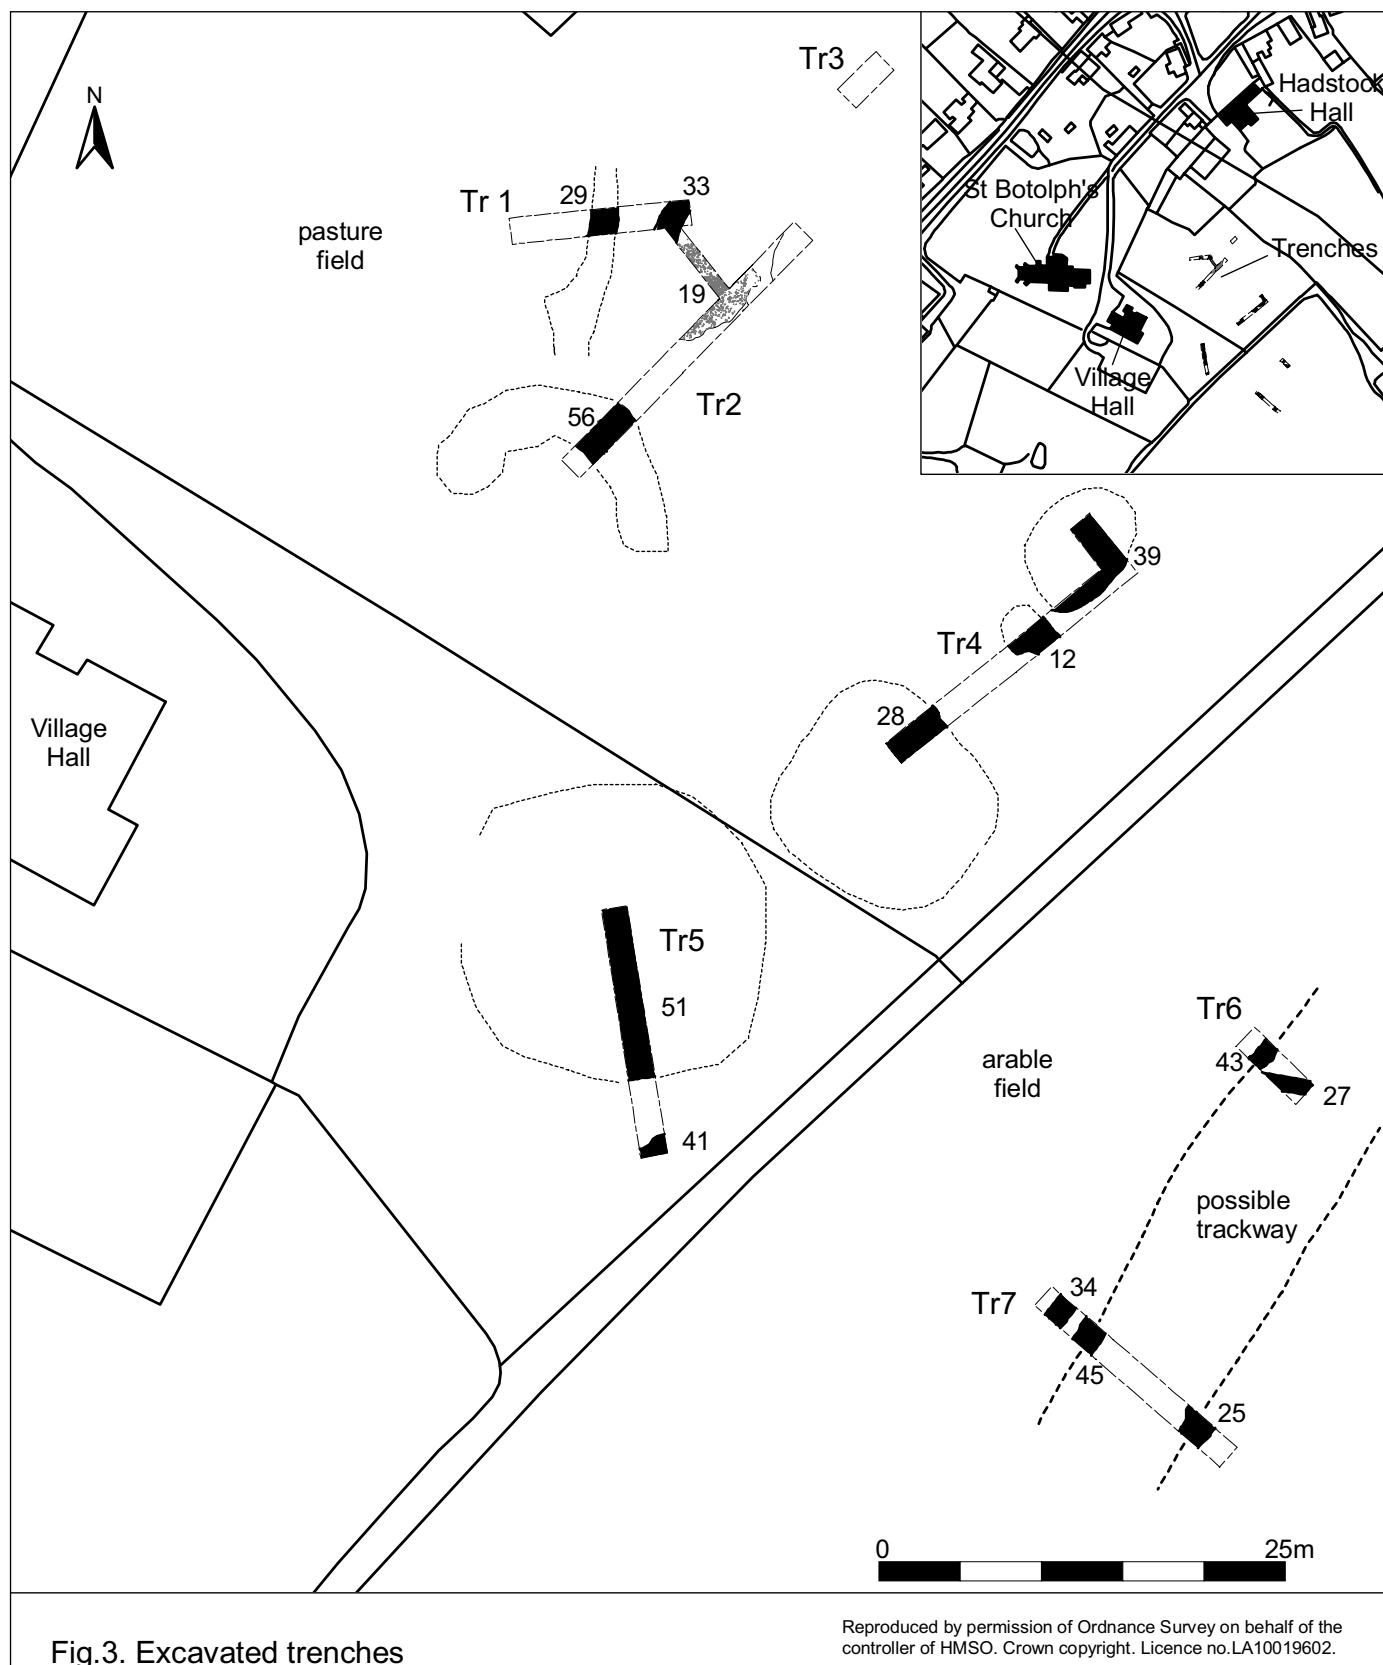 N
Tr3
Hadstock
Hall
St Botolph's
Church
Trenches
Village
Hall
Tr 1
29
33
pasture
field
19
Tr2
56
39
Tr4
12
28
Village
Hall
Tr5
51
41
arable
field
Tr6
43
27
possible
trackway
Tr7
34
45
25
0
25m
Fig.3. Excavated trenches
Reproduced by permission of Ordnance Survey on behalf of the
controller of HMSO. Crown copyright. Licence no.LA10019602.